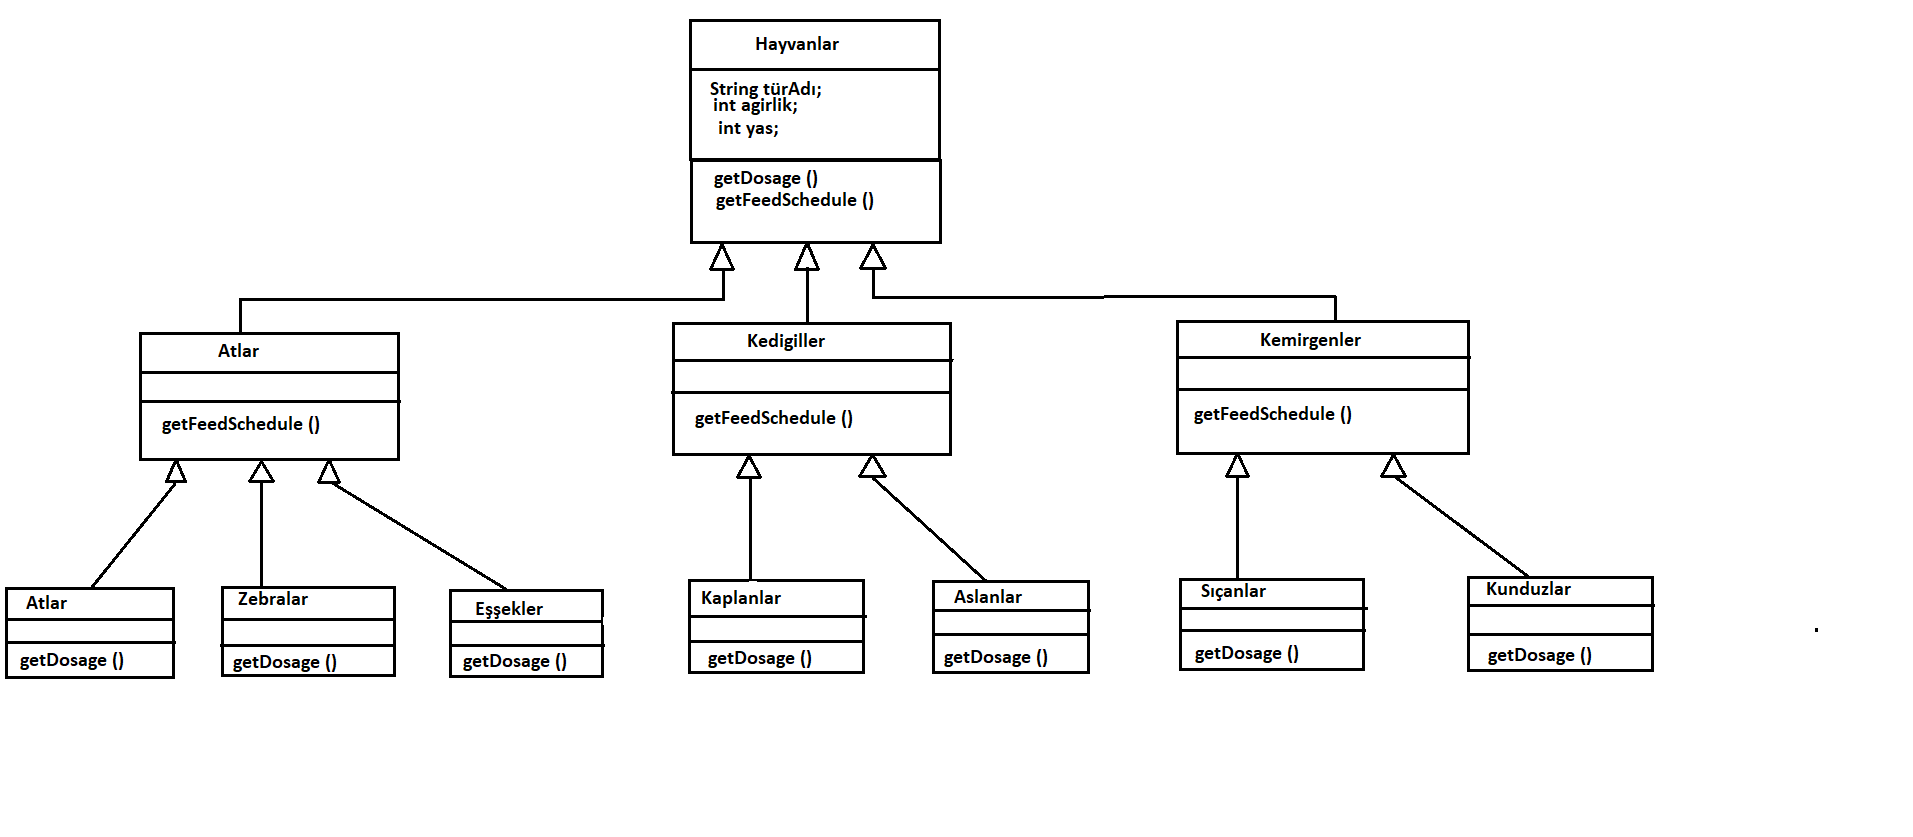 Hayvanlar
String türAdı;
int agirlik;
int yas;
getDosage ()
getFeedSchedule ()
Atlar
getFeedSchedule ()
Kedigiller
getFeedSchedule ()
Kemirgenler
getFeedSchedule ()
Atlar
getDosage ()
Zebralar
getDosage ()
Eşşekler
getDosage ()
Kaplanlar
getDosage ()
Aslanlar
getDosage ()
Sıçanlar
getDosage ()
Kunduzlar
getDosage ()